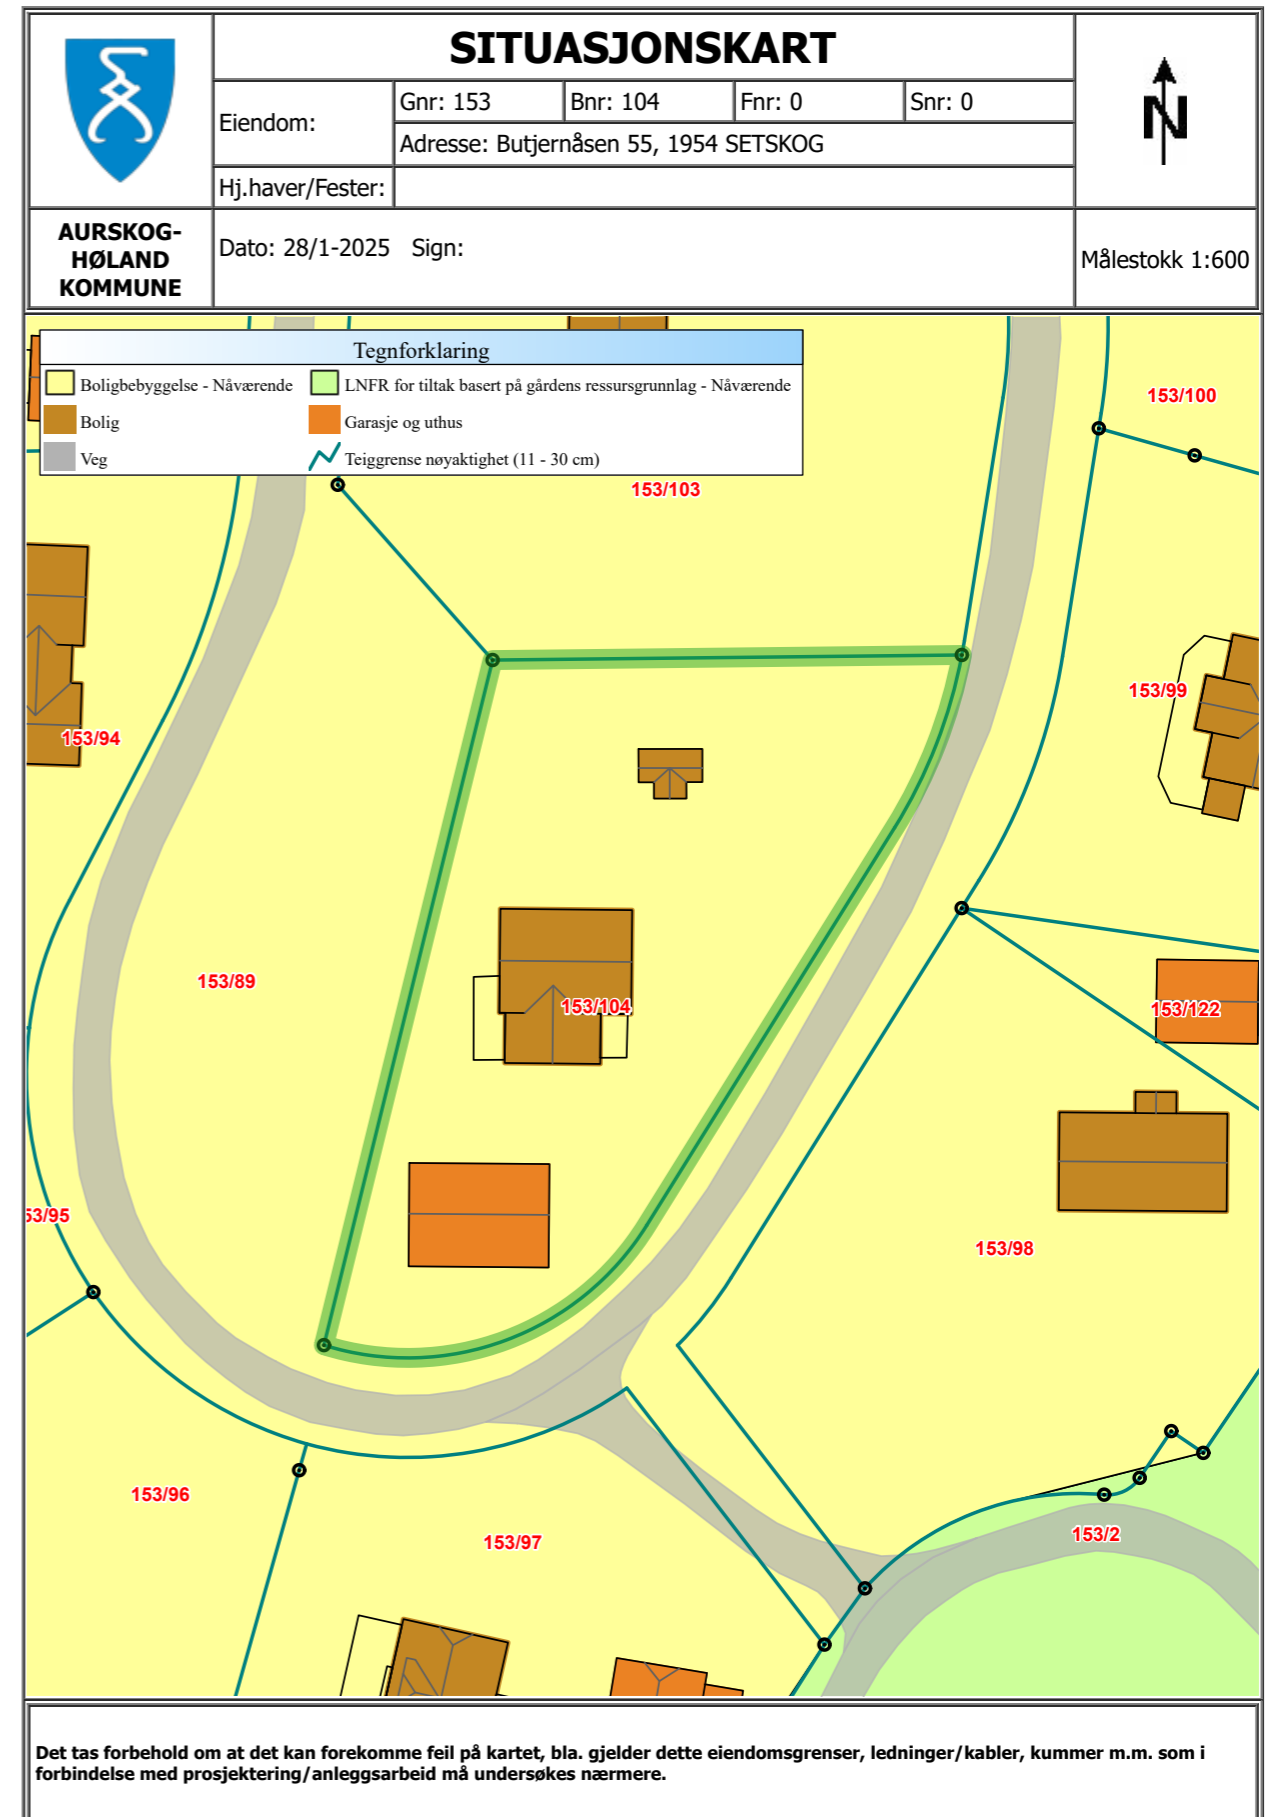 SITUASJONSKART
Eiendom:
Gnr: 153
Bnr: 104
Fnr: 0
Snr: 0
Adresse: Butjernåsen 55, 1954 SETSKOG
Hj.haver/Fester:
N
AURSKOG-
HØLAND
KOMMUNE
Dato: 28/1-2025 Sign:
Målestokk 1:600
Tegnforklaring
Boligbebyggelse - Nåværende
LNFR for tiltak basert på gårdens ressursgrunnlag - Nåværende
Bolig
Garasje og uthus
Veg
Teiggrense nøyaktighet (11 - 30 cm)
153/100
153/103
153/99
153/94
153/89
153/104
153/122
53/95
153/98
153/96
153/97
153/2
Det tas forbehold om at det kan forekomme feil på kartet, bla. gjelder dette eiendomsgrenser, ledninger/kabler, kummer m.m. som i
forbindelse med prosjektering/anleggsarbeid må undersøkes nærmere.